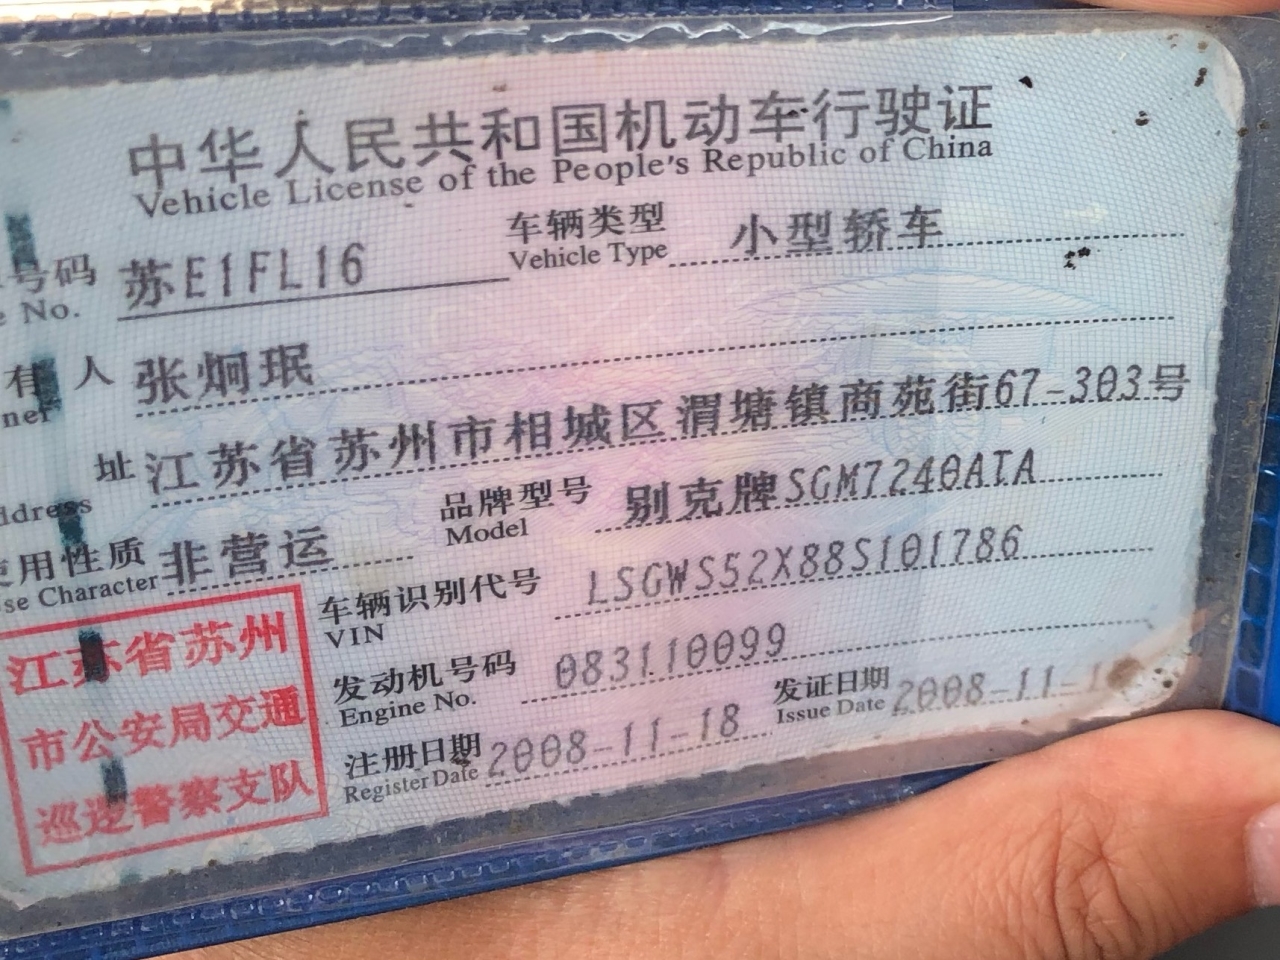 中华人民共和国机动车行驶证
Vehicle License of the People's Republic of China
号码 苏E1FL16 车辆类型 小型轿车
No. Vehicle Type
有人 张炯珉
ner
址 江苏省苏州市相城区渭塘镇商苑街67-303号
ddress
使用性质 非营运 品牌型号 别克牌SGM7240ATA
se Character Model
车辆识别代号 LSGWS52X88S101786
VIN
发动机号码 083110099
Engine No.
注册日期 2008-11-18 发证日期 2008-11-1
Register Date Issue Date
江苏省苏州
市公安局交通
巡逻警察支队